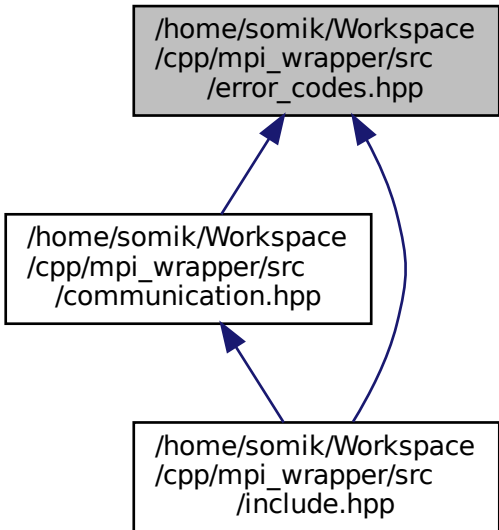 /home/somik/Workspace
/cpp/mpi_wrapper/src
/error_codes.hpp
/home/somik/Workspace
/cpp/mpi_wrapper/src
/communication.hpp
/home/somik/Workspace
/cpp/mpi_wrapper/src
/include.hpp